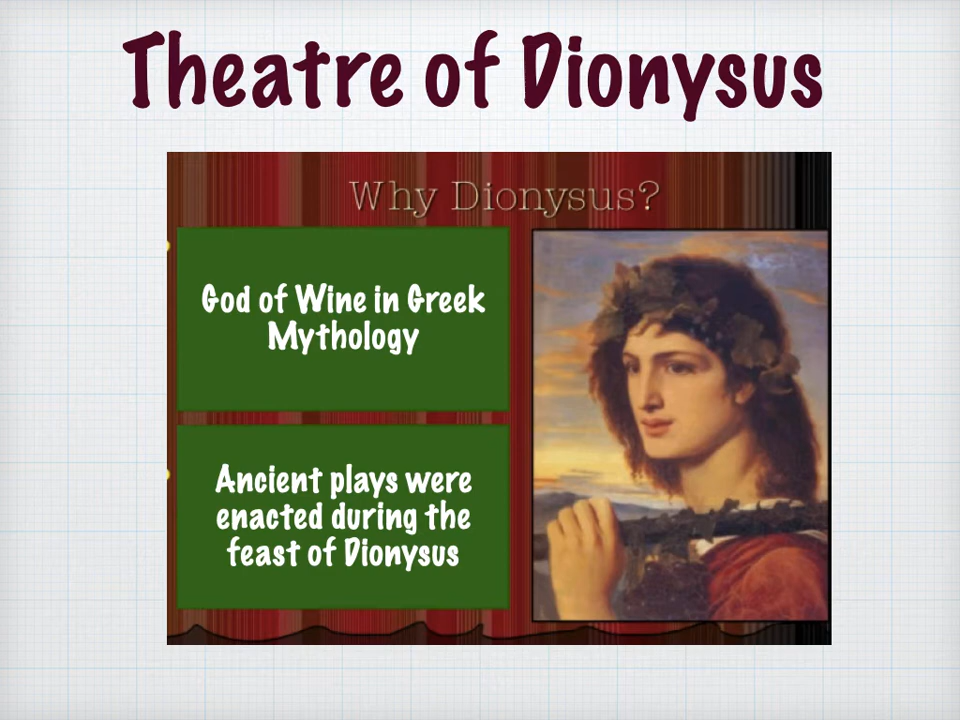 Theatre of Dionysus
Why Dionysus?
God of Wine in Greek
Mythology
Ancient plays were
enacted during the
feast of Dionysus